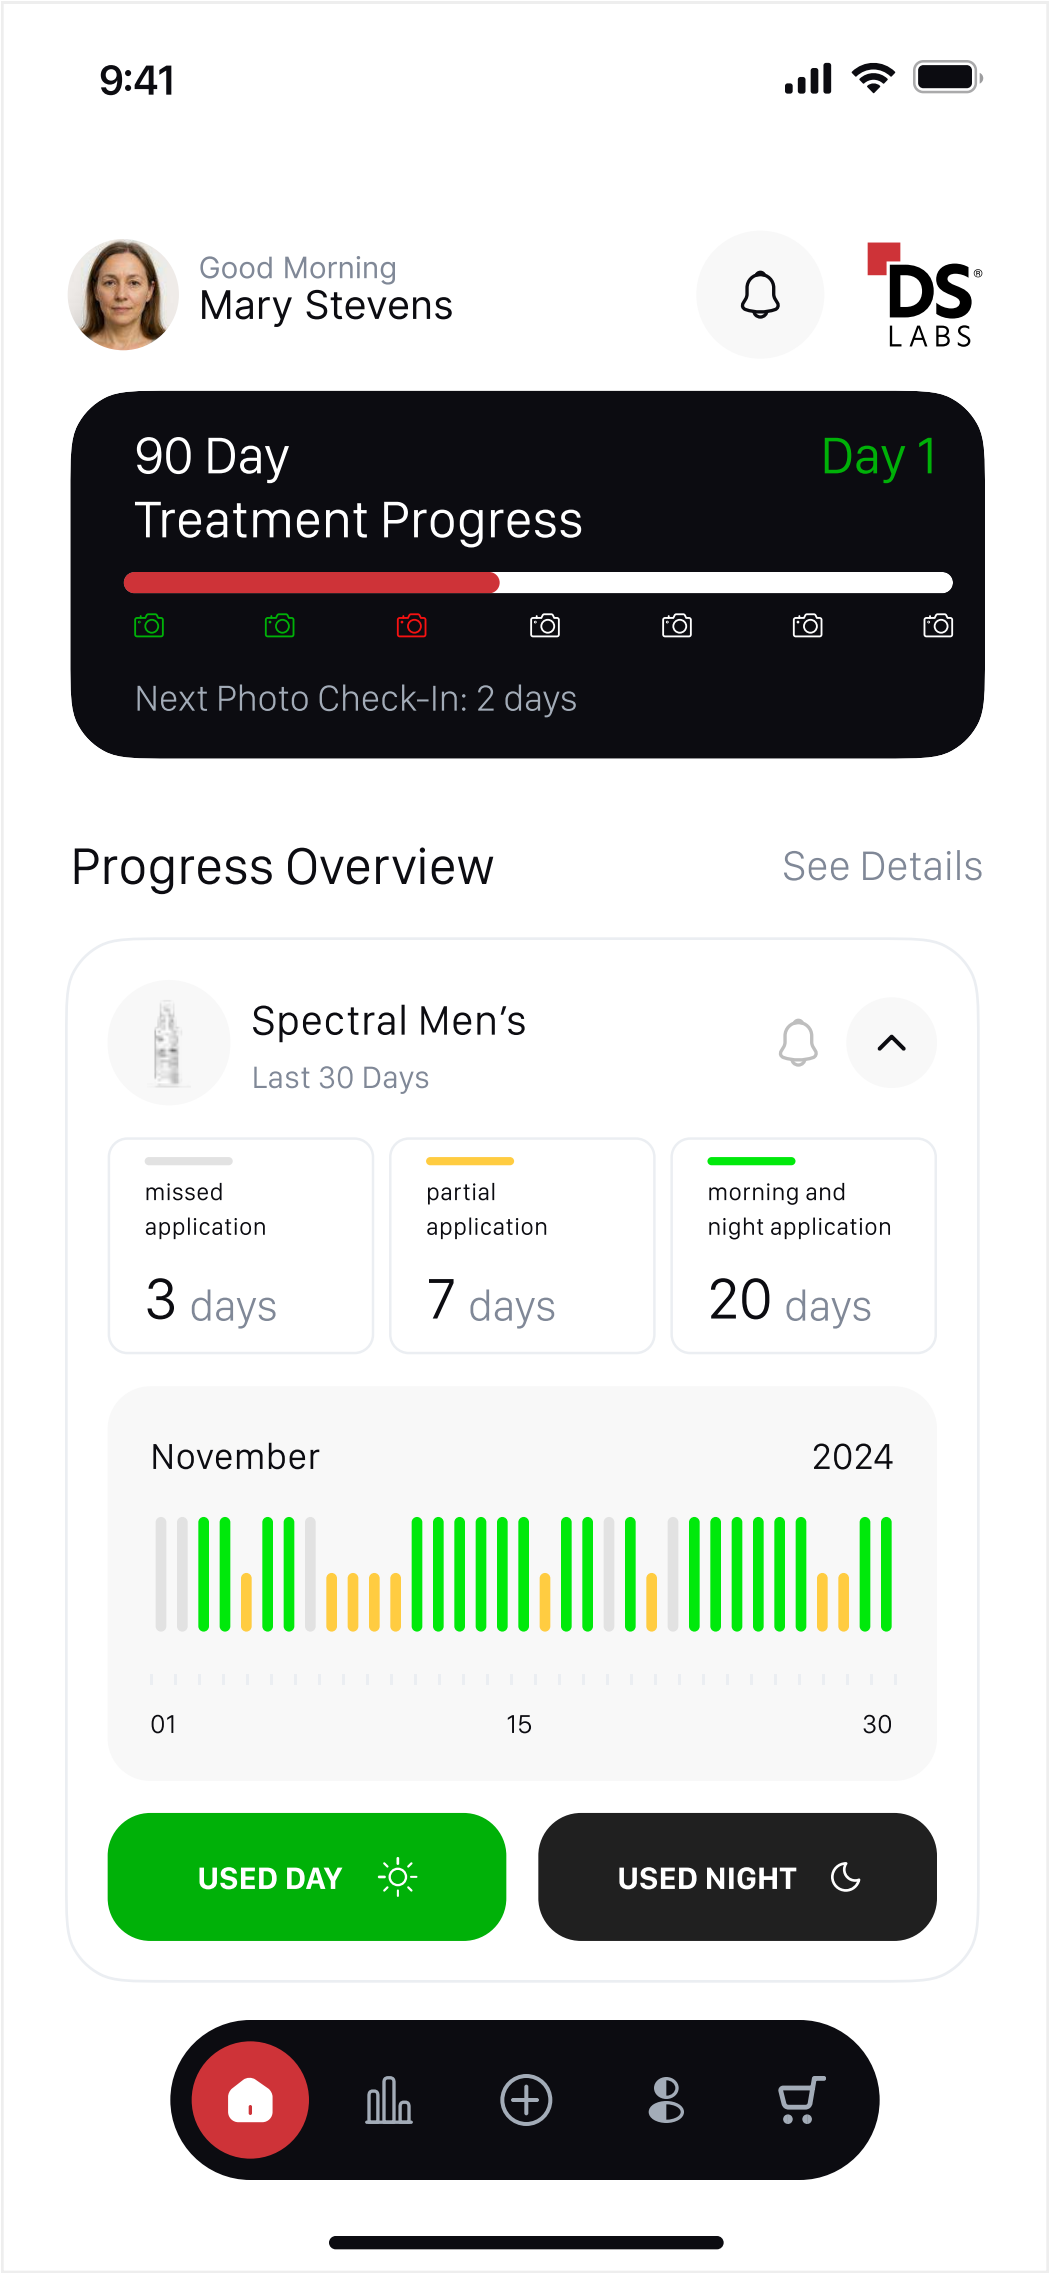 9:41
Good Morning
Mary Stevens
DS®
LABS
90 Day
Day 1
Treatment Progress
Next Photo Check-In: 2 days
Progress Overview
See Details
Spectral Men’s
Last 30 Days
missed
application
3 days
partial
application
7 days
morning and
night application
20 days
November
2024
01
15
30
USED DAY
USED NIGHT